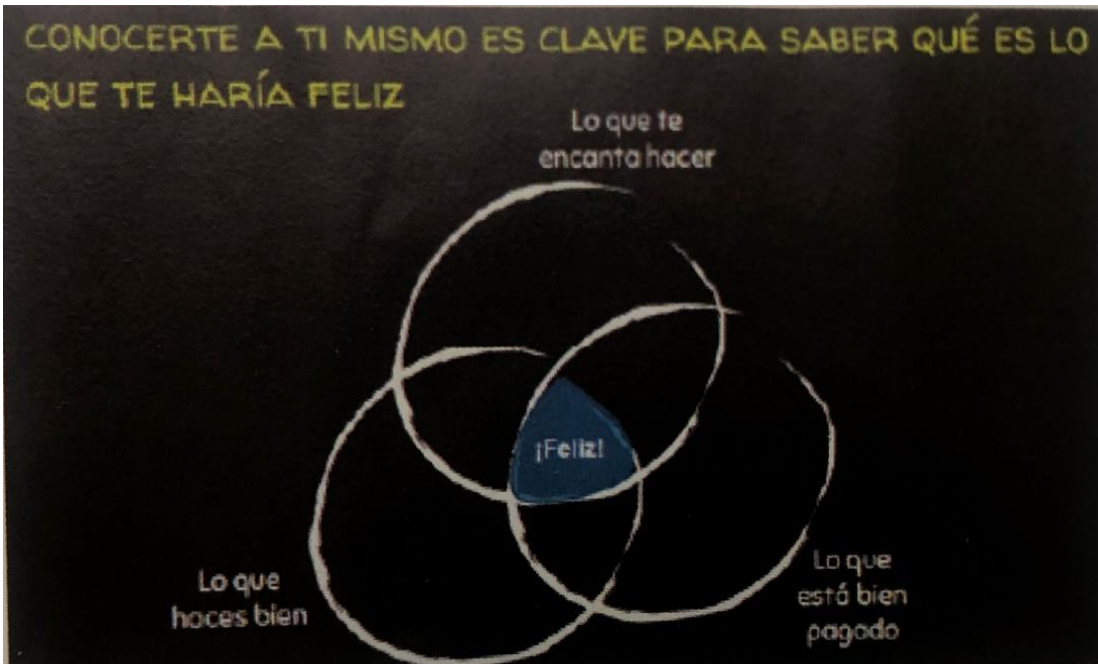 CONOCERTE A TI MISMO ES CLAVE PARA SABER QUÉ ES LO
QUE TE HARÍA FELIZ
Lo que te
encanta hacer
¡Feliz!
Lo que
haces bien
Lo que
está bien
pagado